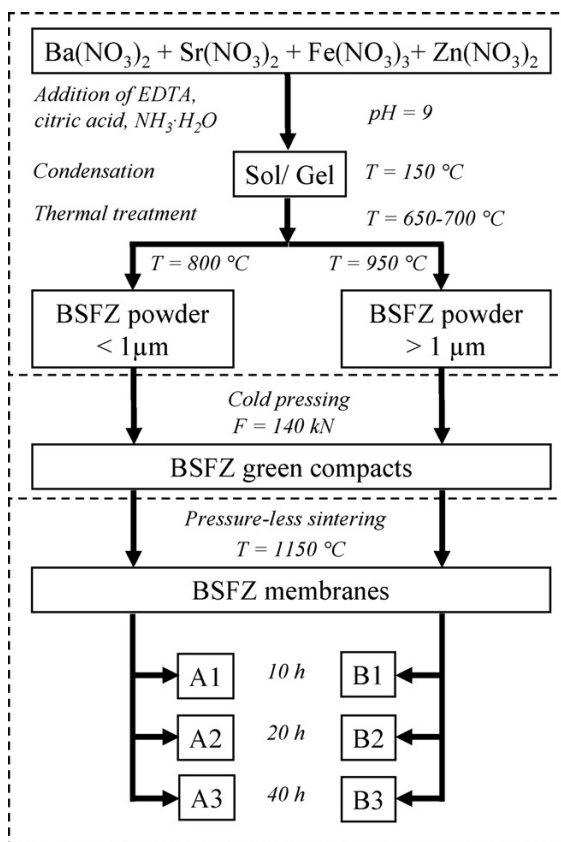 Ba(NO₃)₂ + Sr(NO₃)₂ + Fe(NO₃)₃+ Zn(NO₃)₂
Addition of EDTA,
citric acid, NH₃·H₂O
pH = 9
Condensation
Sol/ Gel
T = 150 °C
Thermal treatment
T = 650-700 °C
T = 800 °C
T = 950 °C
BSFZ powder
< 1µm
BSFZ powder
> 1 µm
Cold pressing
F = 140 kN
BSFZ green compacts
Pressure-less sintering
T = 1150 °C
BSFZ membranes
A1
10 h
B1
A2
20 h
B2
A3
40 h
B3